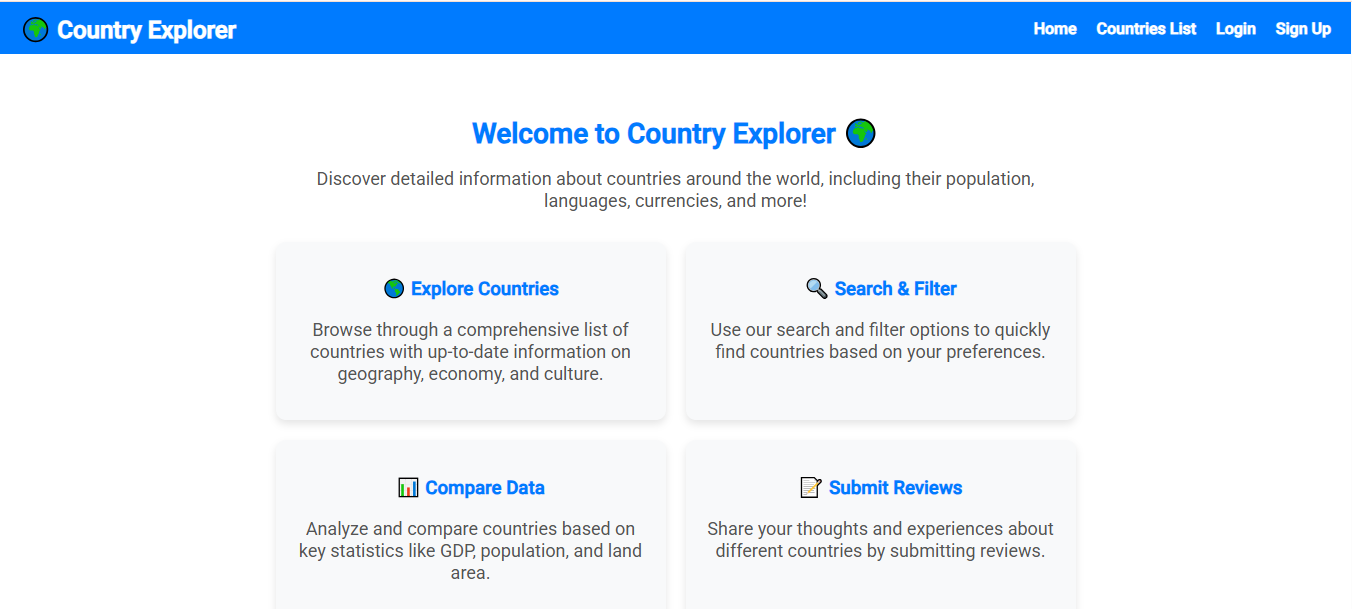 Country Explorer
Home Countries List Login Sign Up
Welcome to Country Explorer
Discover detailed information about countries around the world, including their population,
languages, currencies, and more!
Explore Countries
Browse through a comprehensive list of
countries with up-to-date information on
geography, economy, and culture.
Search & Filter
Use our search and filter options to quickly
find countries based on your preferences.
Compare Data
Analyze and compare countries based on
key statistics like GDP, population, and land
area.
Submit Reviews
Share your thoughts and experiences about
different countries by submitting reviews.